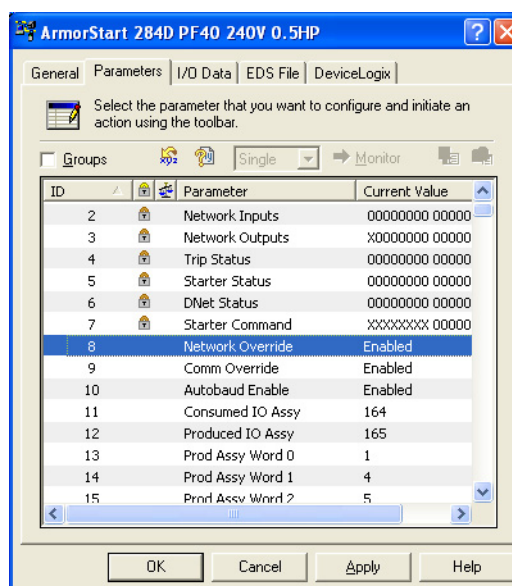 ArmorStart 284D PF40 240V 0.5HP
General Parameters I/O Data EDS File DeviceLogix
Select the parameter that you want to configure and initiate an
action using the toolbar.
Groups Single Monitor
ID Parameter Current Value
2 Network Inputs 00000000 00000
3 Network Outputs X0000000 00000
4 Trip Status 00000000 00000
5 Starter Status 00000000 00000
6 DNet Status 00000000 00000
7 Starter Command XXXXXXXX 00000
8 Network Override Enabled
9 Comm Override Enabled
10 Autobaud Enable Enabled
11 Consumed IO Assy 164
12 Produced IO Assy 165
13 Prod Assy Word 0 1
14 Prod Assy Word 1 4
15 Prod Assy Word 2 5
OK Cancel Apply Help